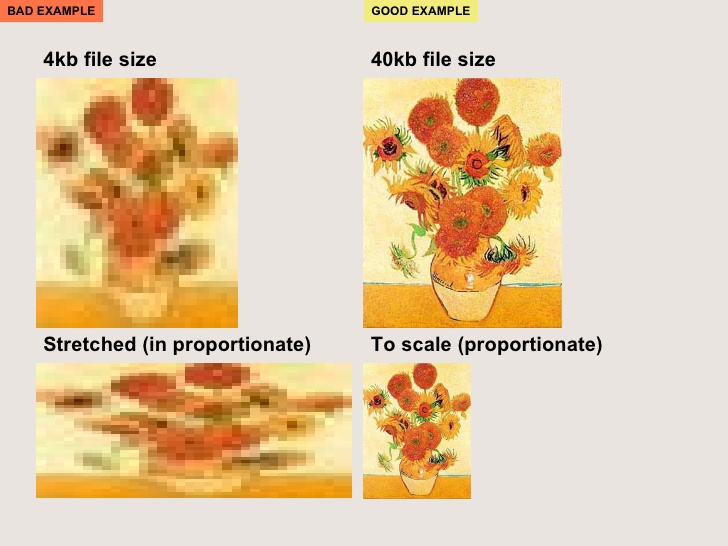 BAD EXAMPLE
GOOD EXAMPLE
4kb file size
40kb file size
Stretched (in proportionate)
To scale (proportionate)